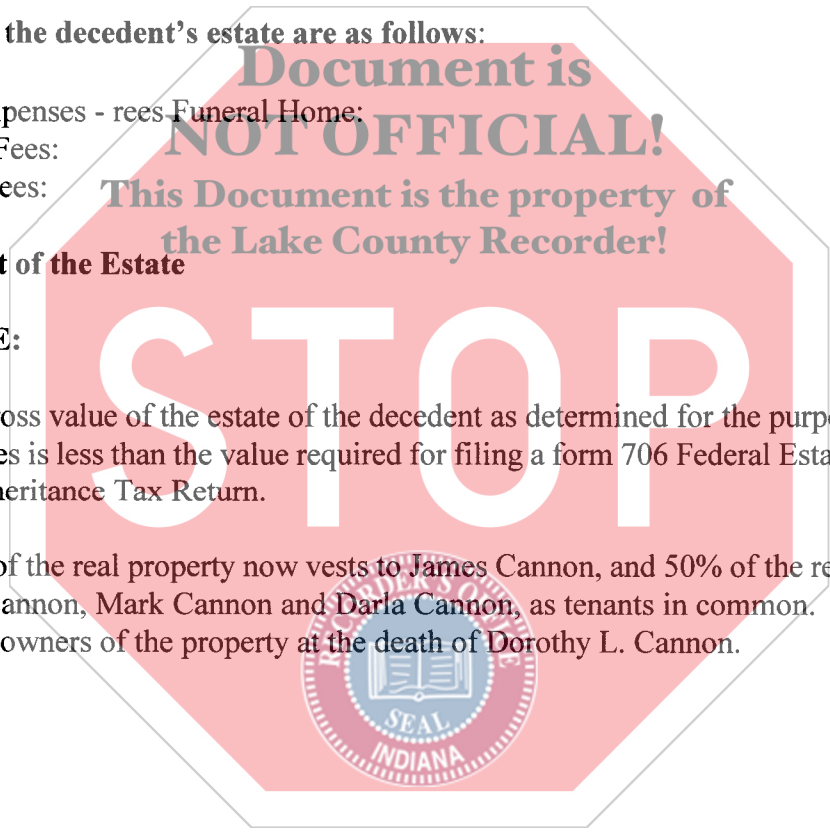 the decedent's estate are as follows:
Document is
penses - rees Funeral Home:
NOT OFFICIAL!
Fees:
ees:
This Document is the property of
the Lake County Recorder!
t of the Estate
STOP
E:
oss value of the estate of the decedent as determined for the purp
es is less than the value required for filing a form 706 Federal Esta
heritance Tax Return.
of the real property now vests to James Cannon, and 50% of the re
annon, Mark Cannon and Darla Cannon, as tenants in common.
owners of the property at the death of Dorothy L. Cannon.
RECORDER'S OFFICE
SEAL
INDIANA